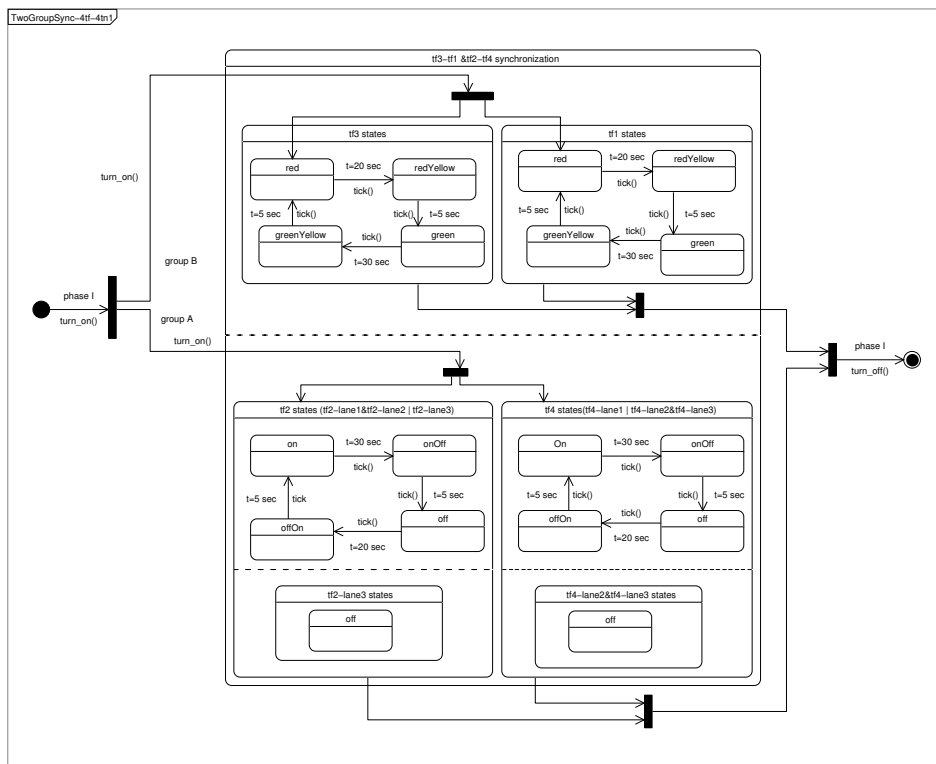 TwoGroupSync-4tf-4tn1
tf3-tf1 &tf2-tf4 synchronization
tf3 states
tf1 states
red
t=20 sec
redYellow
tick()
t=5 sec
tick()
tick()
t=5 sec
greenYellow
tick()
green
t=30 sec
red
t=20 sec
redYellow
tick()
t=5 sec
tick()
tick()
t=5 sec
greenYellow
tick()
green
t=30 sec
turn_on()
group B
phase I
turn_on()
group A
turn_on()
phase I
turn_off()
tf2 states (tf2-lane1&tf2-lane2 | tf2-lane3)
tf4 states(tf4-lane1 | tf4-lane2&tf4-lane3)
on
t=30 sec
onOff
tick()
t=5 sec
tick
tick()
t=5 sec
offOn
tick()
off
t=20 sec
On
t=30 sec
onOff
tick()
t=5 sec
tick()
tick()
t=5 sec
offOn
tick()
off
t=20 sec
tf2-lane3 states
off
tf4-lane2&tf4-lane3 states
off